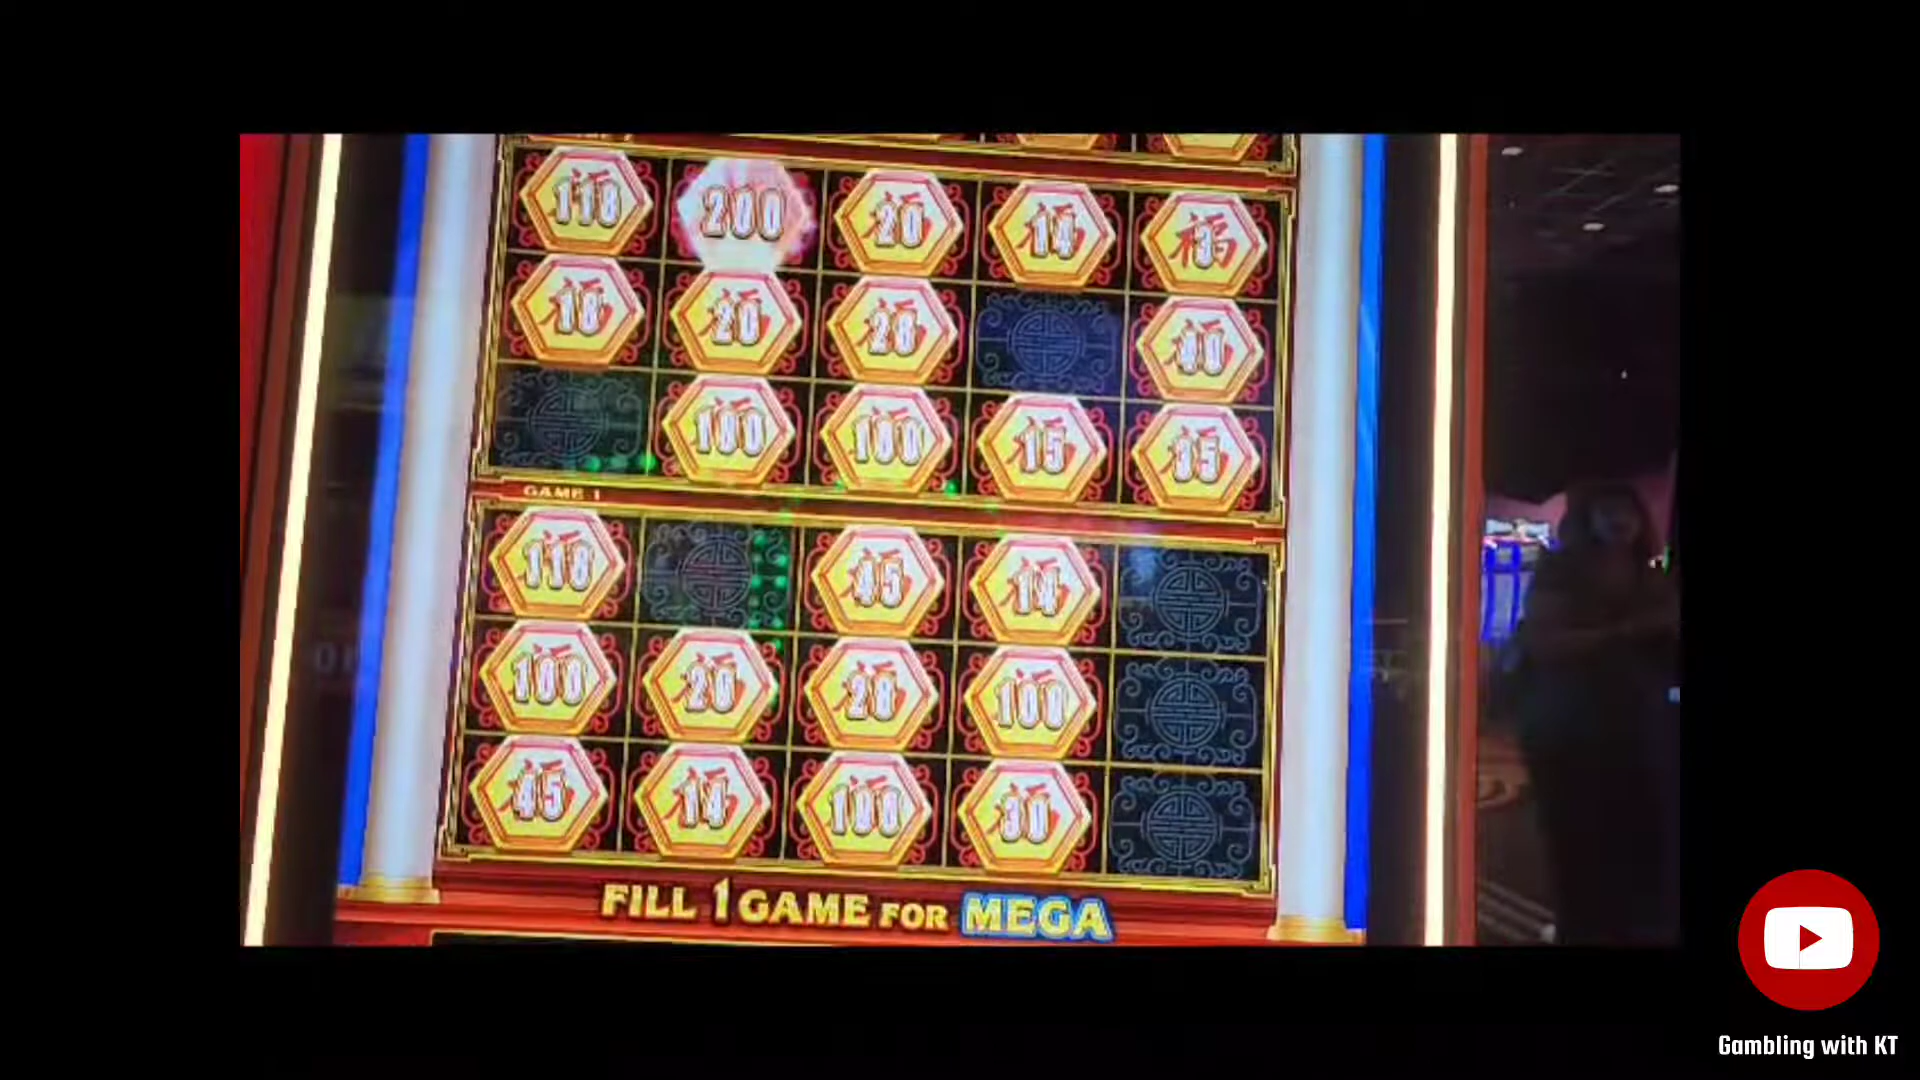 118 200 20 14 3
18 20 28 40
100 100 15 35
GAME 1
118 45 14
100 20 28 100
45 14 100 30
FILL 1 GAME FOR MEGA
Gambling with KT